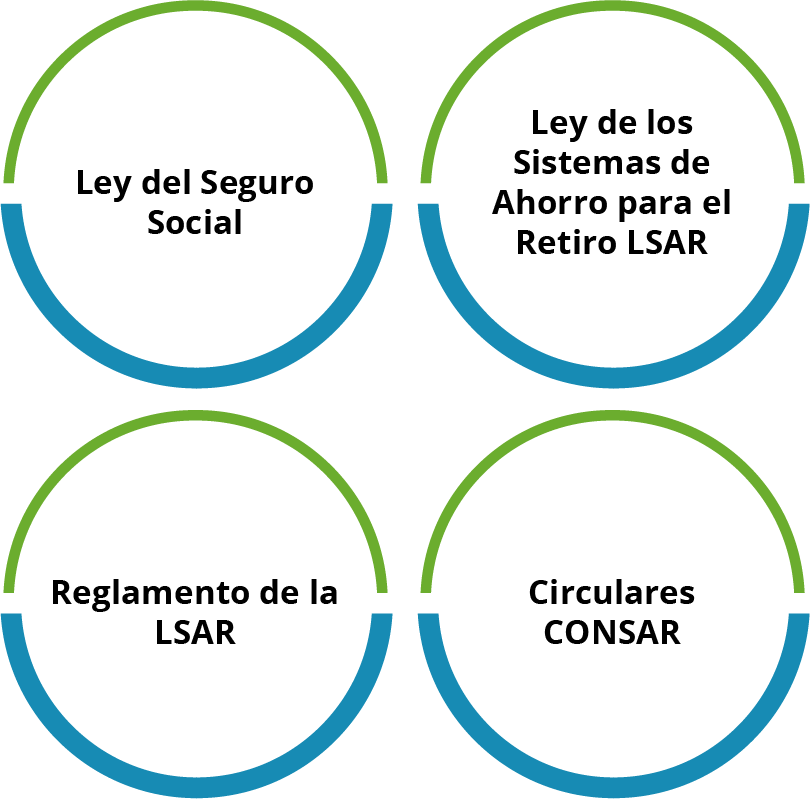 Ley del Seguro
Social
Ley de los
Sistemas de
Ahorro para el
Retiro LSAR
Reglamento de la
LSAR
Circulares
CONSAR